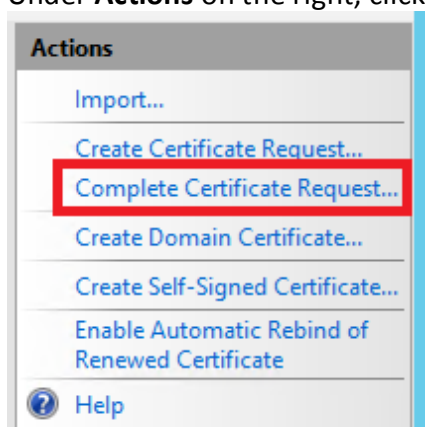 Under Actions on the right, click
Actions
Import...
Create Certificate Request...
Complete Certificate Request...
Create Domain Certificate...
Create Self-Signed Certificate...
Enable Automatic Rebind of
Renewed Certificate
Help